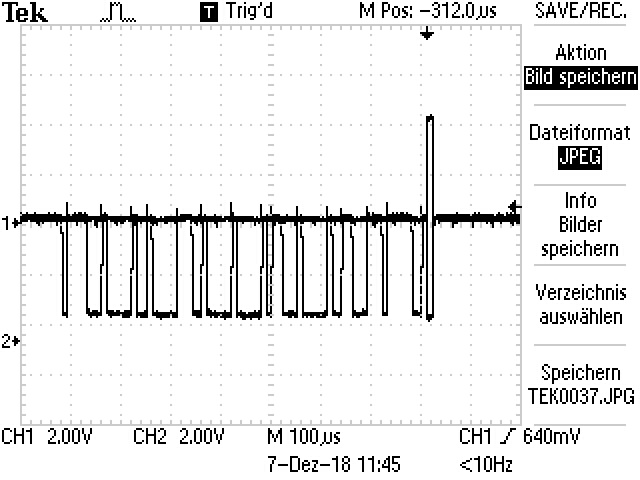 Tek T Trig'd M Pos: -312.0µs SAVE/REC.
Aktion
Bild speichern
Dateiformat
JPEG
Info
Bilder
speichern
Verzeichnis
auswählen
Speichern
TEK0037.JPG
1
2
CH1 2.00V CH2 2.00V M 100µs CH1 640mV
7-Dez-18 11:45 <10Hz